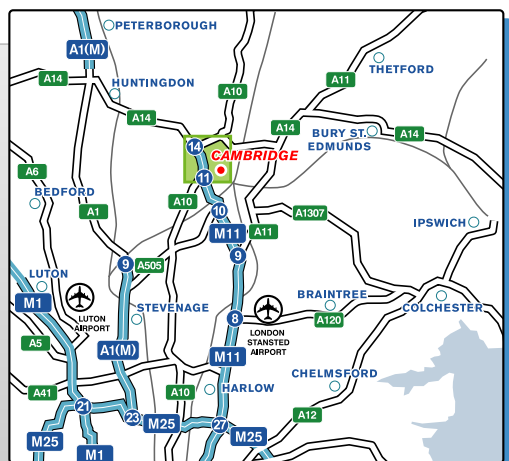 PETERBOROUGH
A1(M)
THETFORD
A14
A11
HUNTINGDON
A10
A14
A14
BURY ST.
EDMUNDS
A14
14
CAMBRIDGE
A6
11
BEDFORD
A10
A1
10
A1307
IPSWICH
M11
A11
9
A505
9
LUTON
M1
BRAINTREE
COLCHESTER
STEVENAGE
LUTON
AIRPORT
8
A120
LONDON
STANSTED
AIRPORT
A5
A1(M)
M11
CHELMSFORD
A41
A10
HARLOW
21
A12
23
M25
27
M25
M25
M1